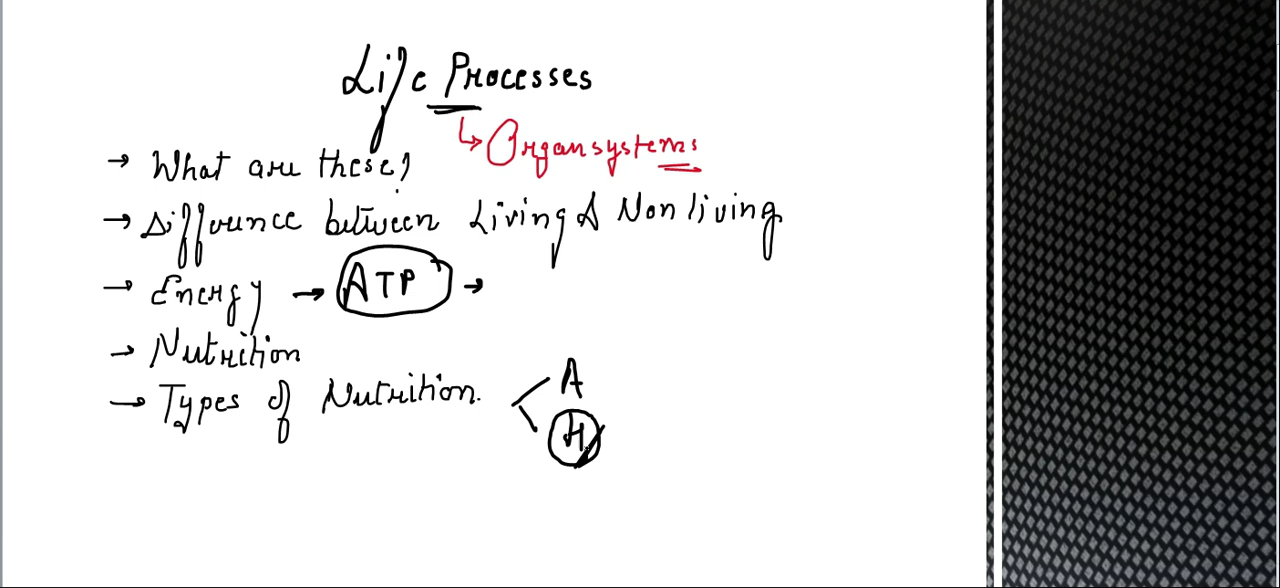 Life Processes
↳ Organsystems
→ What are these?
→ Difference between Living & Non living
→ Energy → ATP →
→ Nutrition
→ Types of Nutrition. A
H